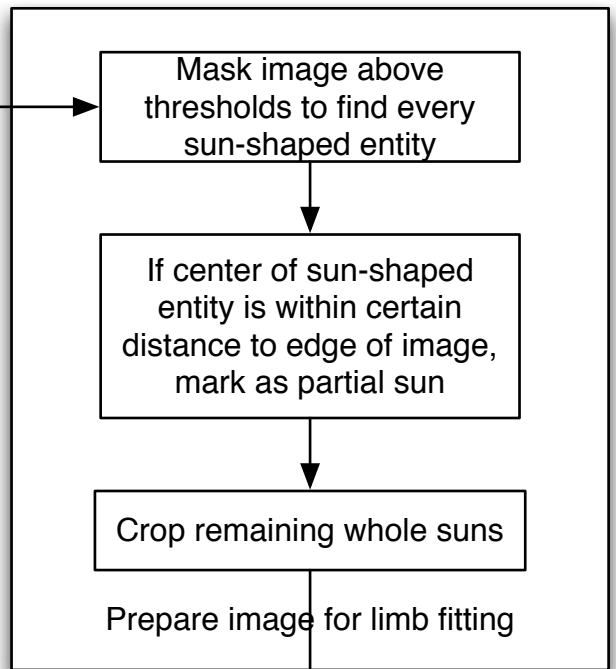 Mask image above
thresholds to find every
sun-shaped entity
If center of sun-shaped
entity is within certain
distance to edge of image,
mark as partial sun
Crop remaining whole suns
Prepare image for limb fitting